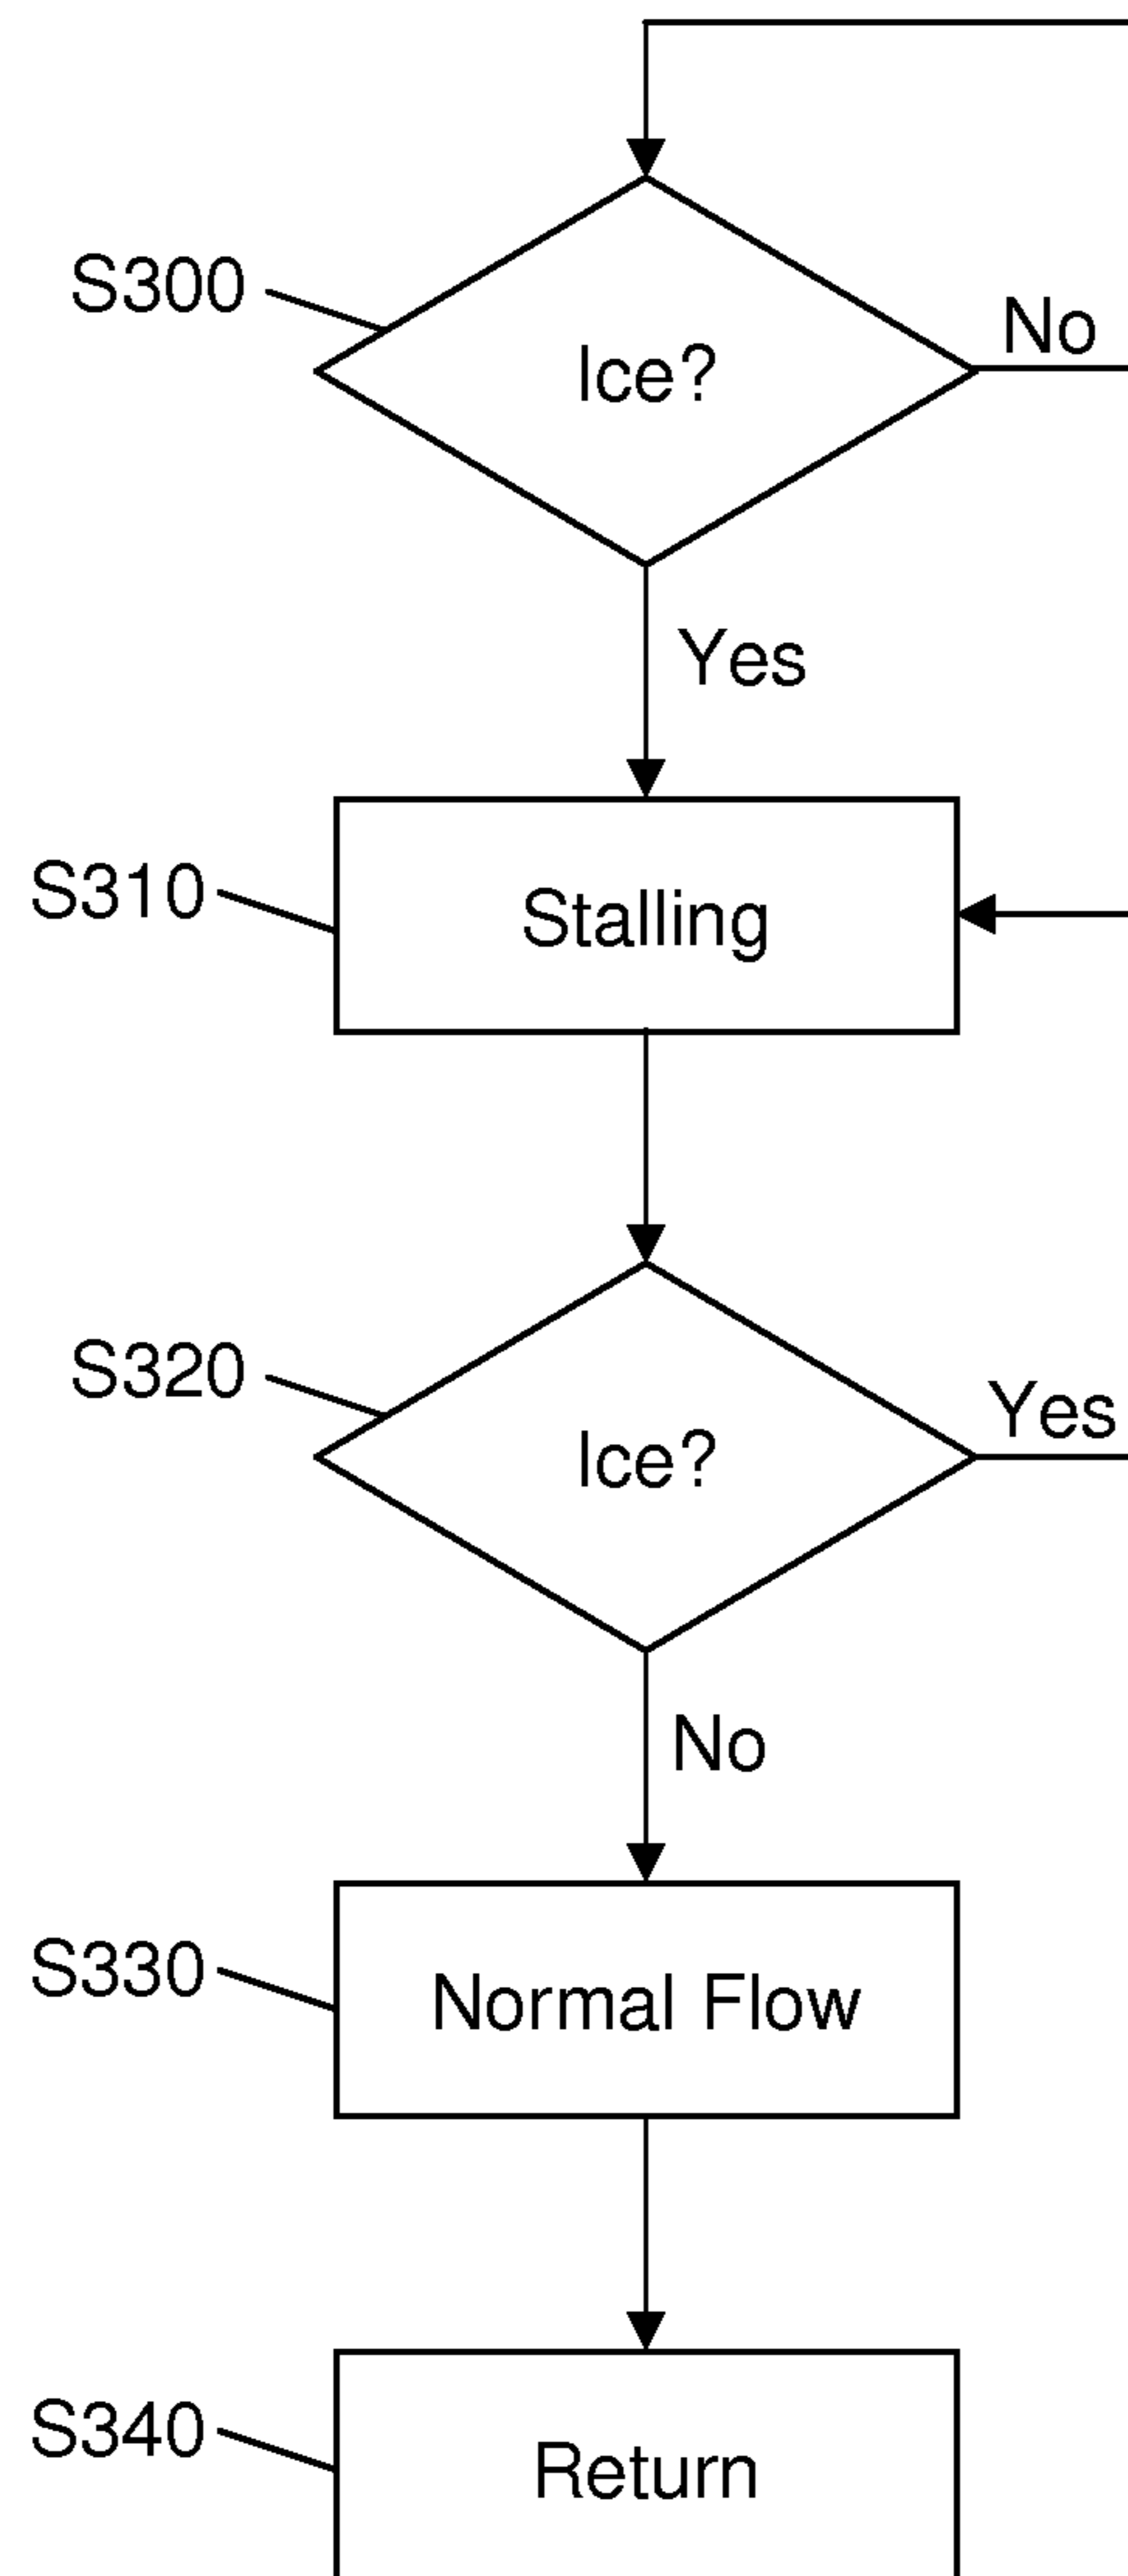 S300
Ice?
No
Yes
S310
Stalling
S320
Ice?
Yes
No
S330
Normal Flow
S340
Return